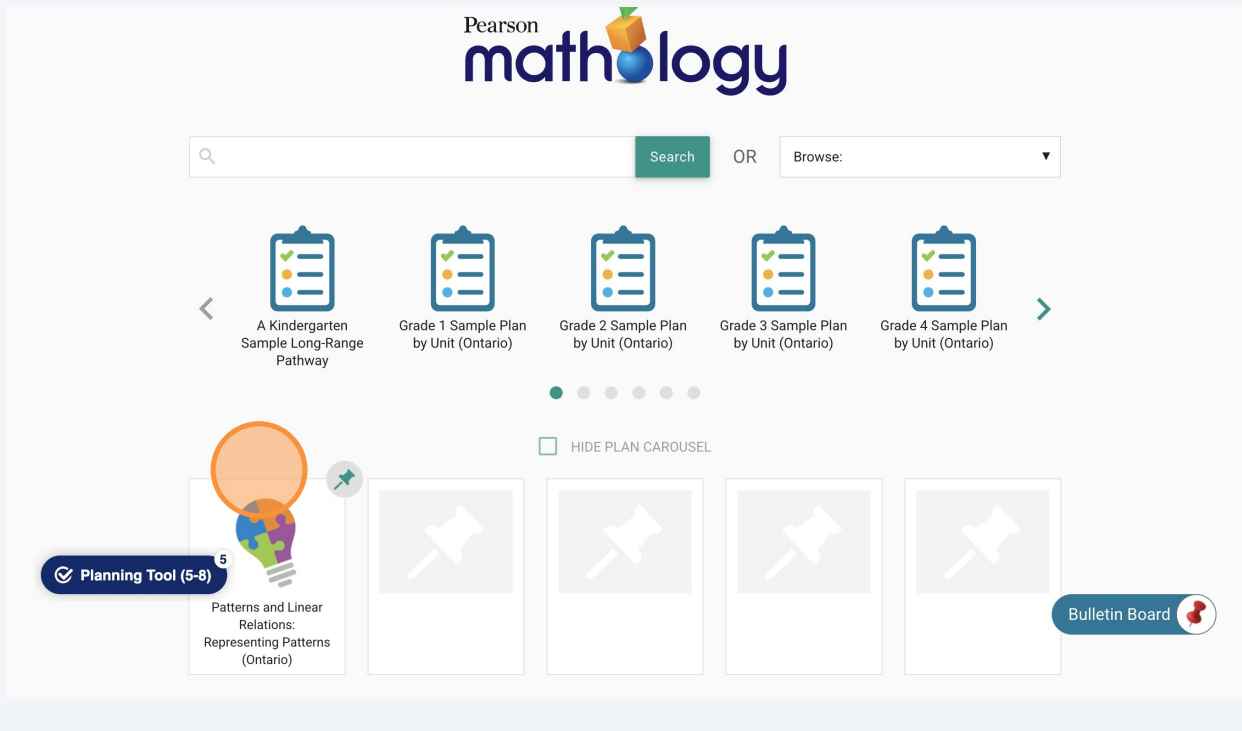 Pearson
mathology
Search
OR
Browse:
A Kindergarten
Sample Long-Range
Pathway
Grade 1 Sample Plan
by Unit (Ontario)
Grade 2 Sample Plan
by Unit (Ontario)
Grade 3 Sample Plan
by Unit (Ontario)
Grade 4 Sample Plan
by Unit (Ontario)
HIDE PLAN CAROUSEL
Planning Tool (5-8)
5
Patterns and Linear
Relations:
Representing Patterns
(Ontario)
Bulletin Board